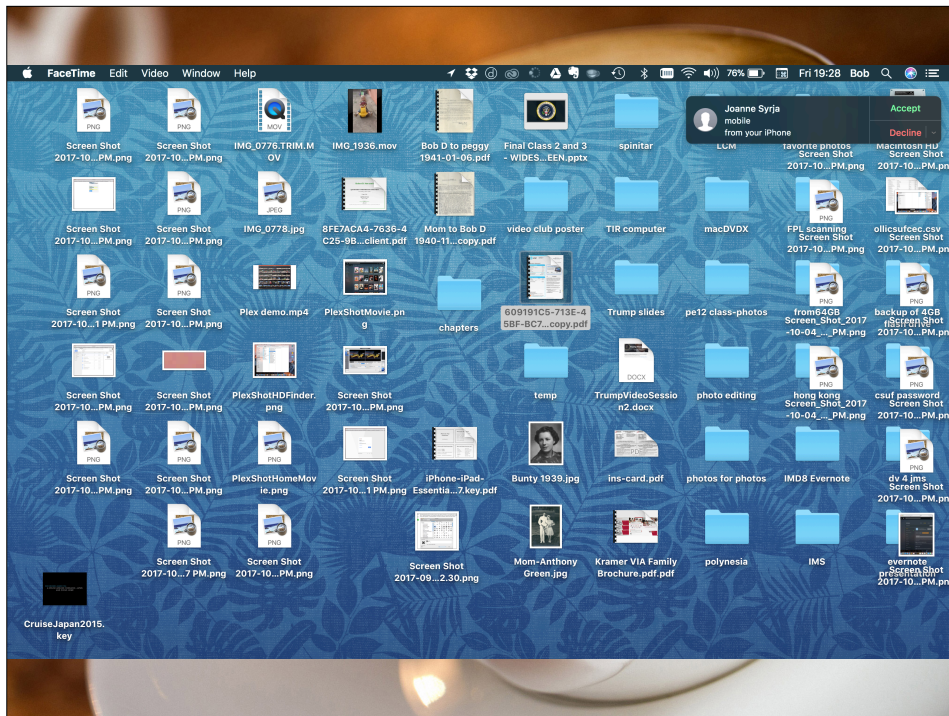 FaceTime Edit Video Window Help
76%
Fri 19:28 Bob
Joanne Syrja
mobile
from your iPhone
Accept
Decline
PNG
Screen Shot
2017-10...PM.png
PNG
Screen Shot
2017-10...PM.png
MOV
IMG_0776.TRIM.M
OV
IMG_1936.mov
Bob D to peggy
1941-01-06.pdf
Final Class 2 and 3
- WIDES...EEN.pptx
spinitar
LCM
favorite photos
Screen Shot
2017-10...PM.png
Macintosh HD
Screen Shot
2017-10...PM.pn
Screen Shot
2017-10...PM.png
PNG
Screen Shot
2017-10...PM.png
JPEG
IMG_0778.jpg
8FE7ACA4-7636-4
C25-9B...client.pdf
Mom to Bob D
1940-11...copy.pdf
video club poster
TIR computer
macDVDX
PNG
FPL scanning
Screen Shot
2017-10...PM.png
ollicsufcec.csv
Screen Shot
2017-10...PM.pn
PNG
Screen Shot
2017-10...1 PM.png
PNG
Screen Shot
2017-10...PM.png
Plex demo.mp4
PlexShotMovie.pn
g
chapters
609191C5-713E-4
5BF-BC7...copy.pdf
Trump slides
pe12 class-photos
PNG
from64GB
Screen_Shot_2017
-10-04_..._PM.png
PNG
backup of 4GB
flash drive
Screen Shot
2017-10...PM.pn
Screen Shot
2017-10...PM.png
Screen Shot
2017-10...PM.png
PlexShotHDFinder.
png
Screen Shot
2017-10...PM.png
temp
DOCX
TrumpVideoSessio
n2.docx
photo editing
PNG
hong kong
Screen_Shot_2017
-10-04_..._PM.png
PNG
csuf password
Screen Shot
2017-10...PM.pn
PNG
Screen Shot
2017-10...PM.png
PNG
Screen Shot
2017-10...PM.png
PNG
PlexShotHomeMov
ie.png
Screen Shot
2017-10...1 PM.png
iPhone-iPad-
Essentia...7.key.pdf
Bunty 1939.jpg
PDF
ins-card.pdf
photos for photos
IMD8 Evernote
PNG
dv 4 jms
Screen Shot
2017-10...PM.pn
PNG
Screen Shot
2017-10...7 PM.png
PNG
Screen Shot
2017-10...PM.png
Screen Shot
2017-09...2.30.png
Mom-Anthony
Green.jpg
Kramer VIA Family
Brochure.pdf.pdf
polynesia
IMS
evernote
presentation
Screen Shot
2017-10...PM.pn
CruiseJapan2015.
key